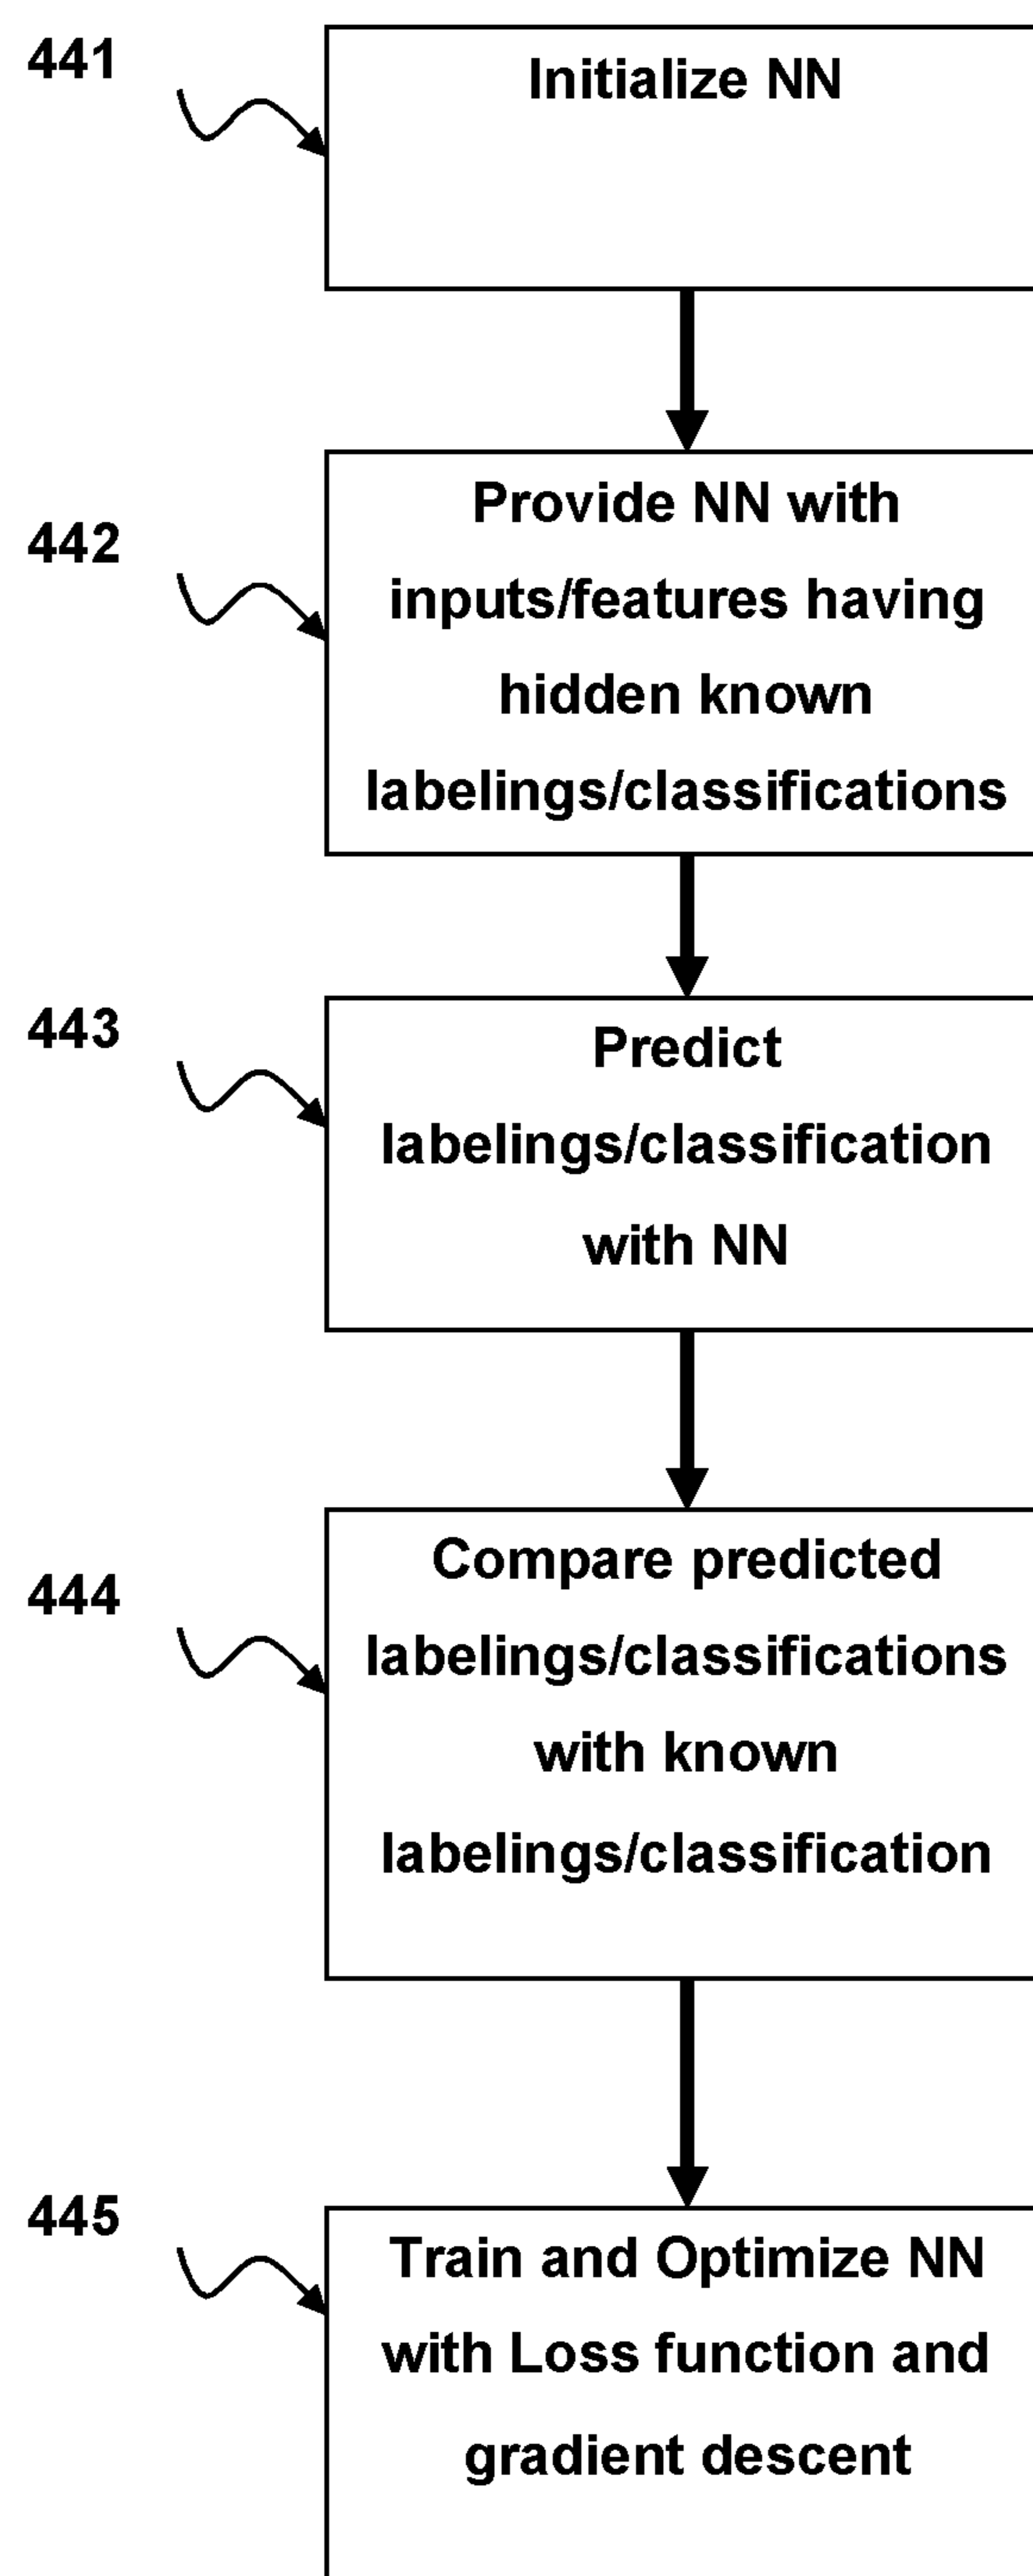 441
Initialize NN
442
Provide NN with
inputs/features having
hidden known
labelings/classifications
443
Predict
labelings/classification
with NN
444
Compare predicted
labelings/classifications
with known
labelings/classification
445
Train and Optimize NN
with Loss function and
gradient descent